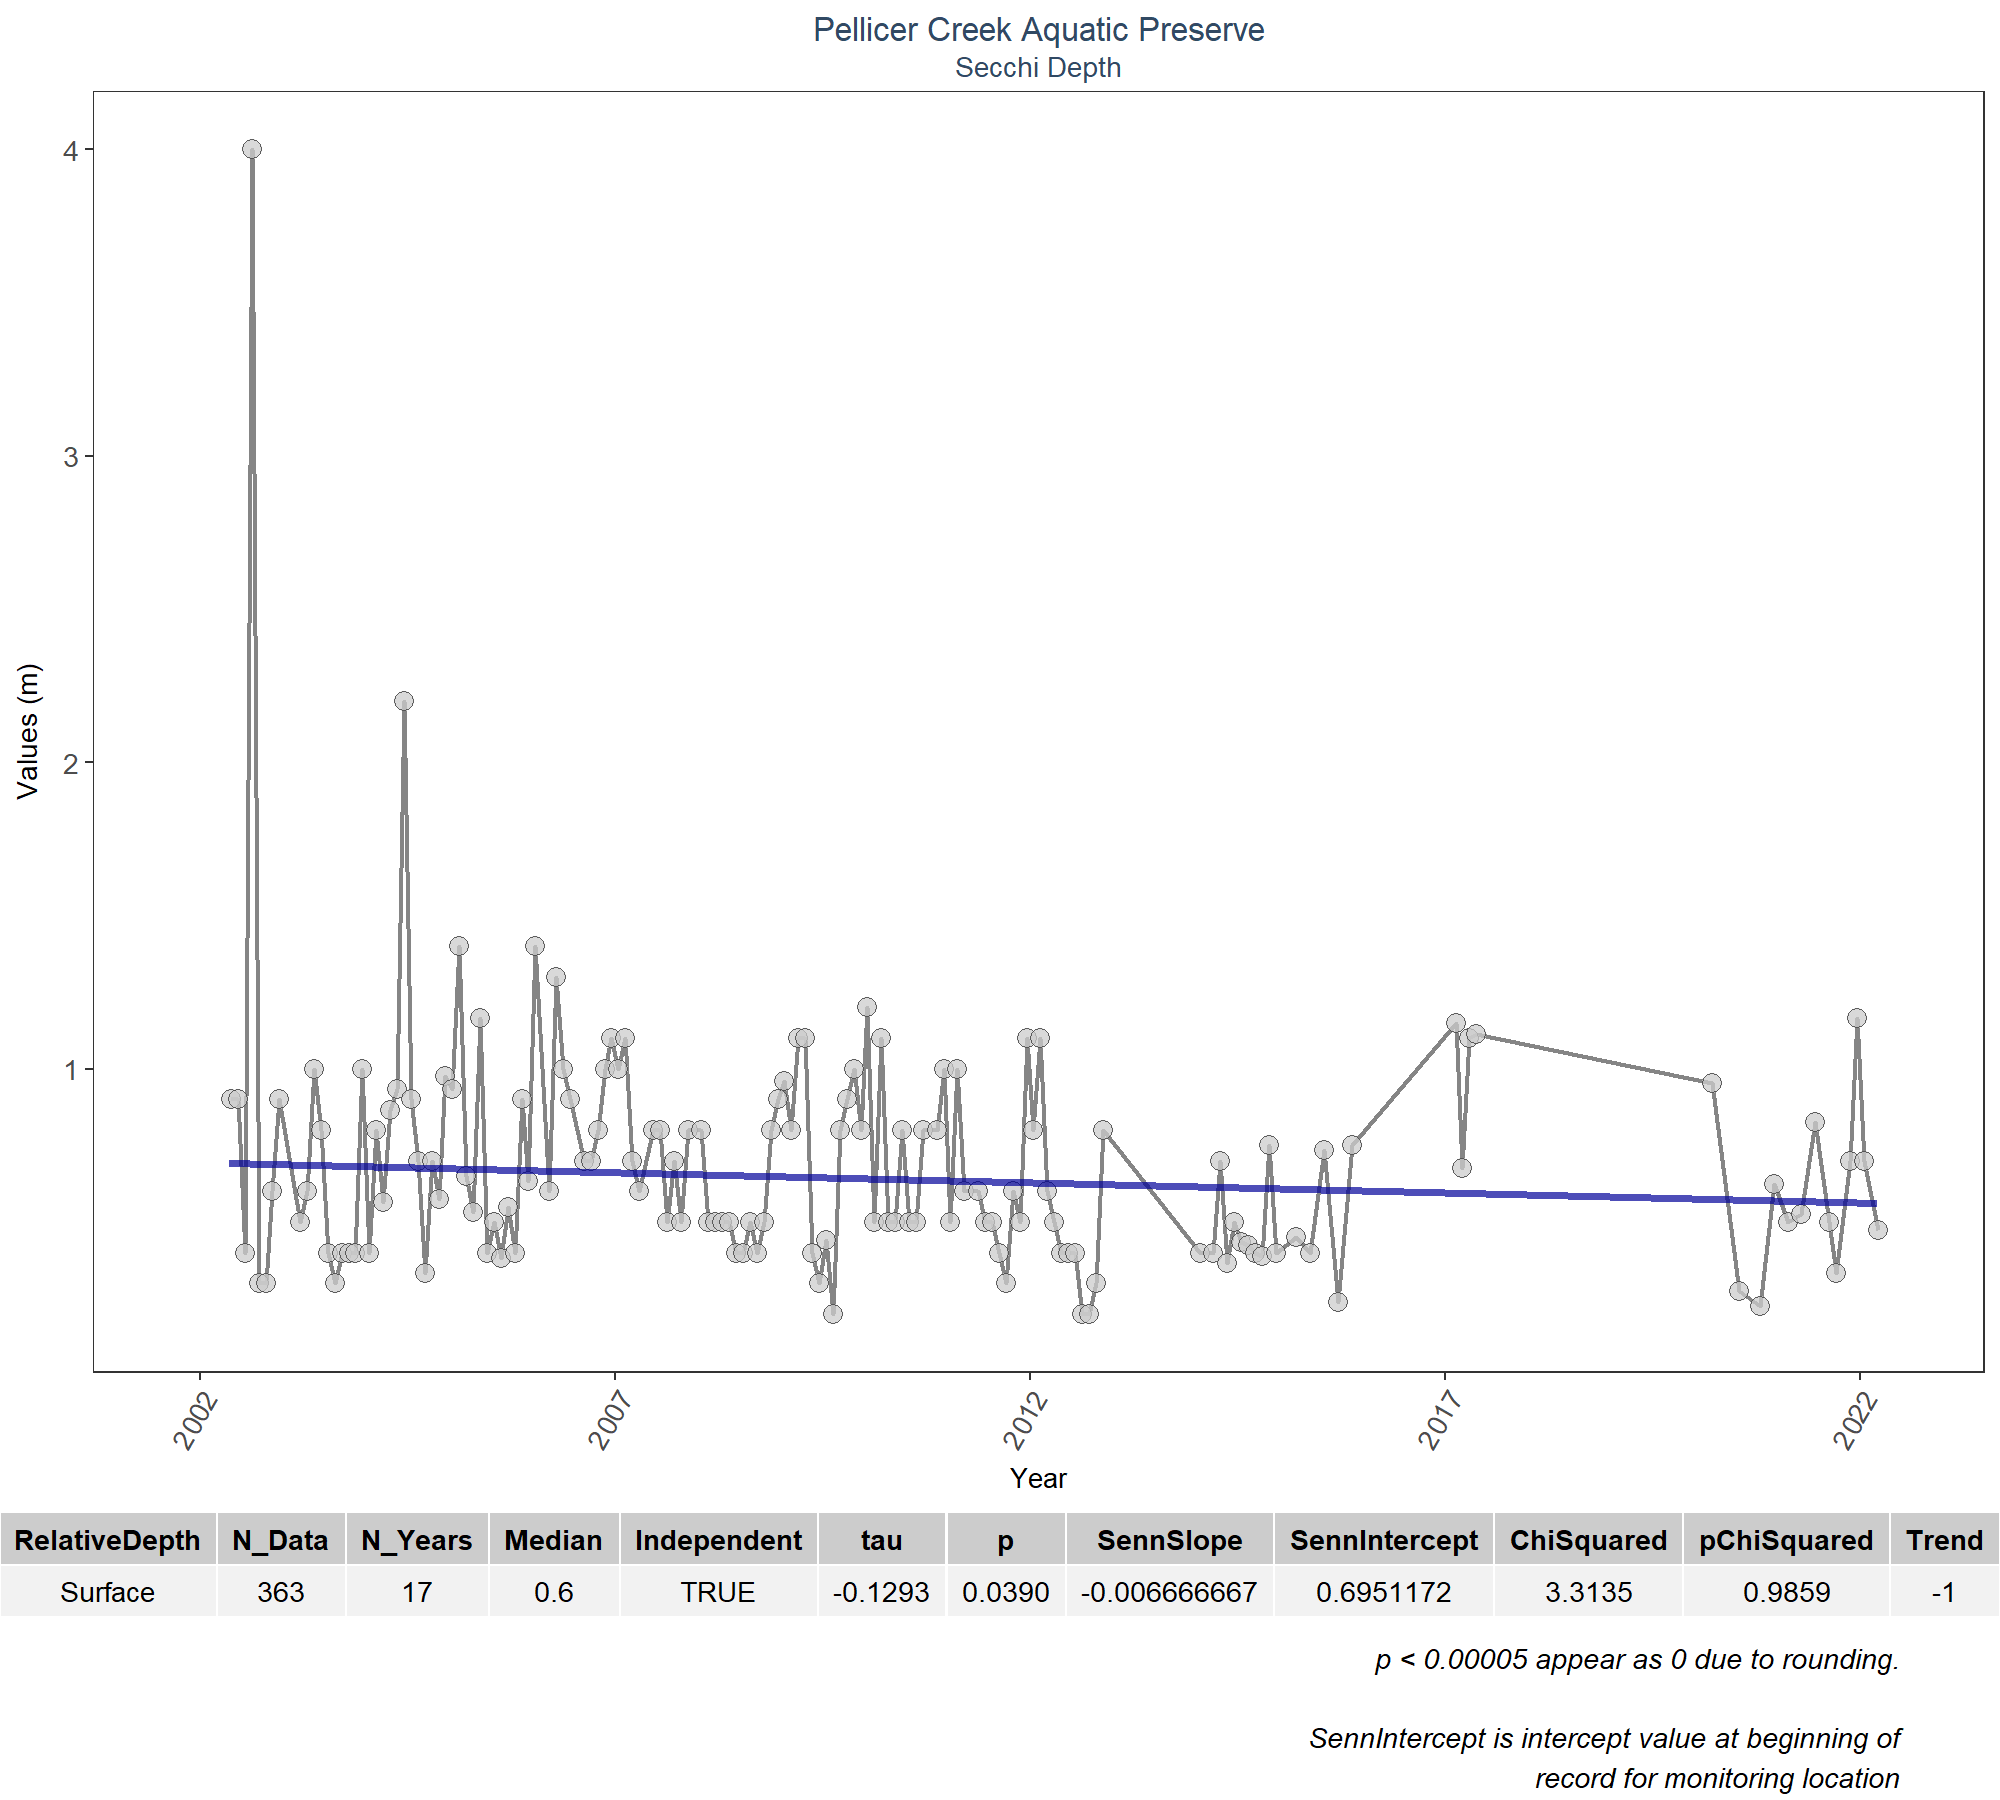 Pellicer Creek Aquatic Preserve
Secchi Depth
4
3
2
1
Values (m)
2002
2007
2012
2017
2022
Year
RelativeDepth N_Data N_Years Median Independent tau p SennSlope SennIntercept ChiSquared pChiSquared Trend
Surface 363 17 0.6 TRUE -0.1293 0.0390 -0.006666667 0.6951172 3.3135 0.9859 -1
p < 0.00005 appear as 0 due to rounding.
SennIntercept is intercept value at beginning of
record for monitoring location